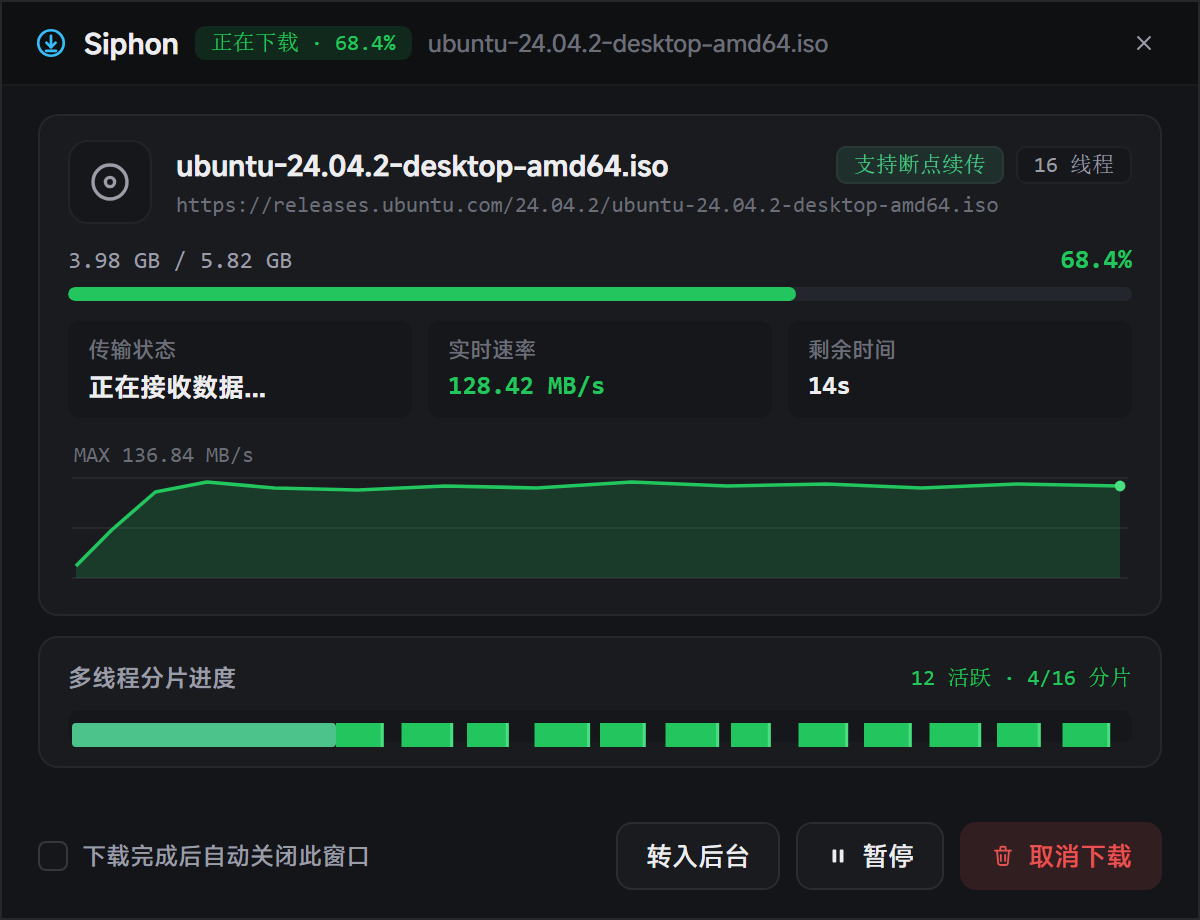 Siphon 正在下载 · 68.4% ubuntu-24.04.2-desktop-amd64.iso
ubuntu-24.04.2-desktop-amd64.iso 支持断点续传 16 线程
https://releases.ubuntu.com/24.04.2/ubuntu-24.04.2-desktop-amd64.iso
3.98 GB / 5.82 GB 68.4%
传输状态 实时速率 剩余时间
正在接收数据... 128.42 MB/s 14s
MAX 136.84 MB/s
多线程分片进度 12 活跃 · 4/16 分片
下载完成后自动关闭此窗口 转入后台 暂停 取消下载